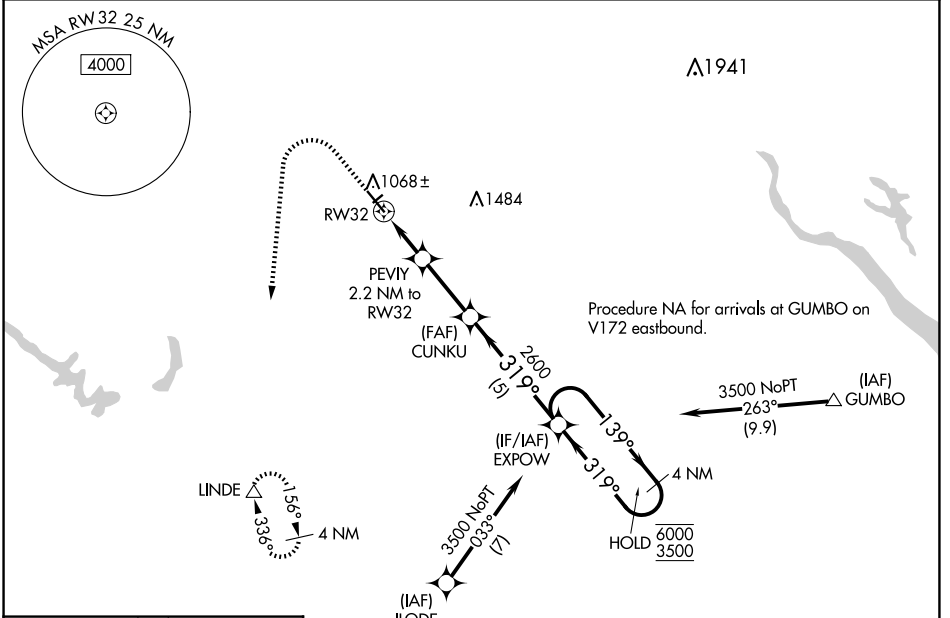 MSA RW32 25 NM
4000
1941
1068±
1484
RW32
PEVIY
2.2 NM to
RW32
(FAF)
CUNKU
Procedure NA for arrivals at GUMBO on
V172 eastbound.
2600
319°
(5)
3500 NoPT
263°
(9.9)
(IAF)
GUMBO
(IF/IAF)
EXPOW
139°
319°
4 NM
HOLD
6000
3500
LINDE
156°
336°
4 NM
3500 NoPT
033°
(7)
(IAF)